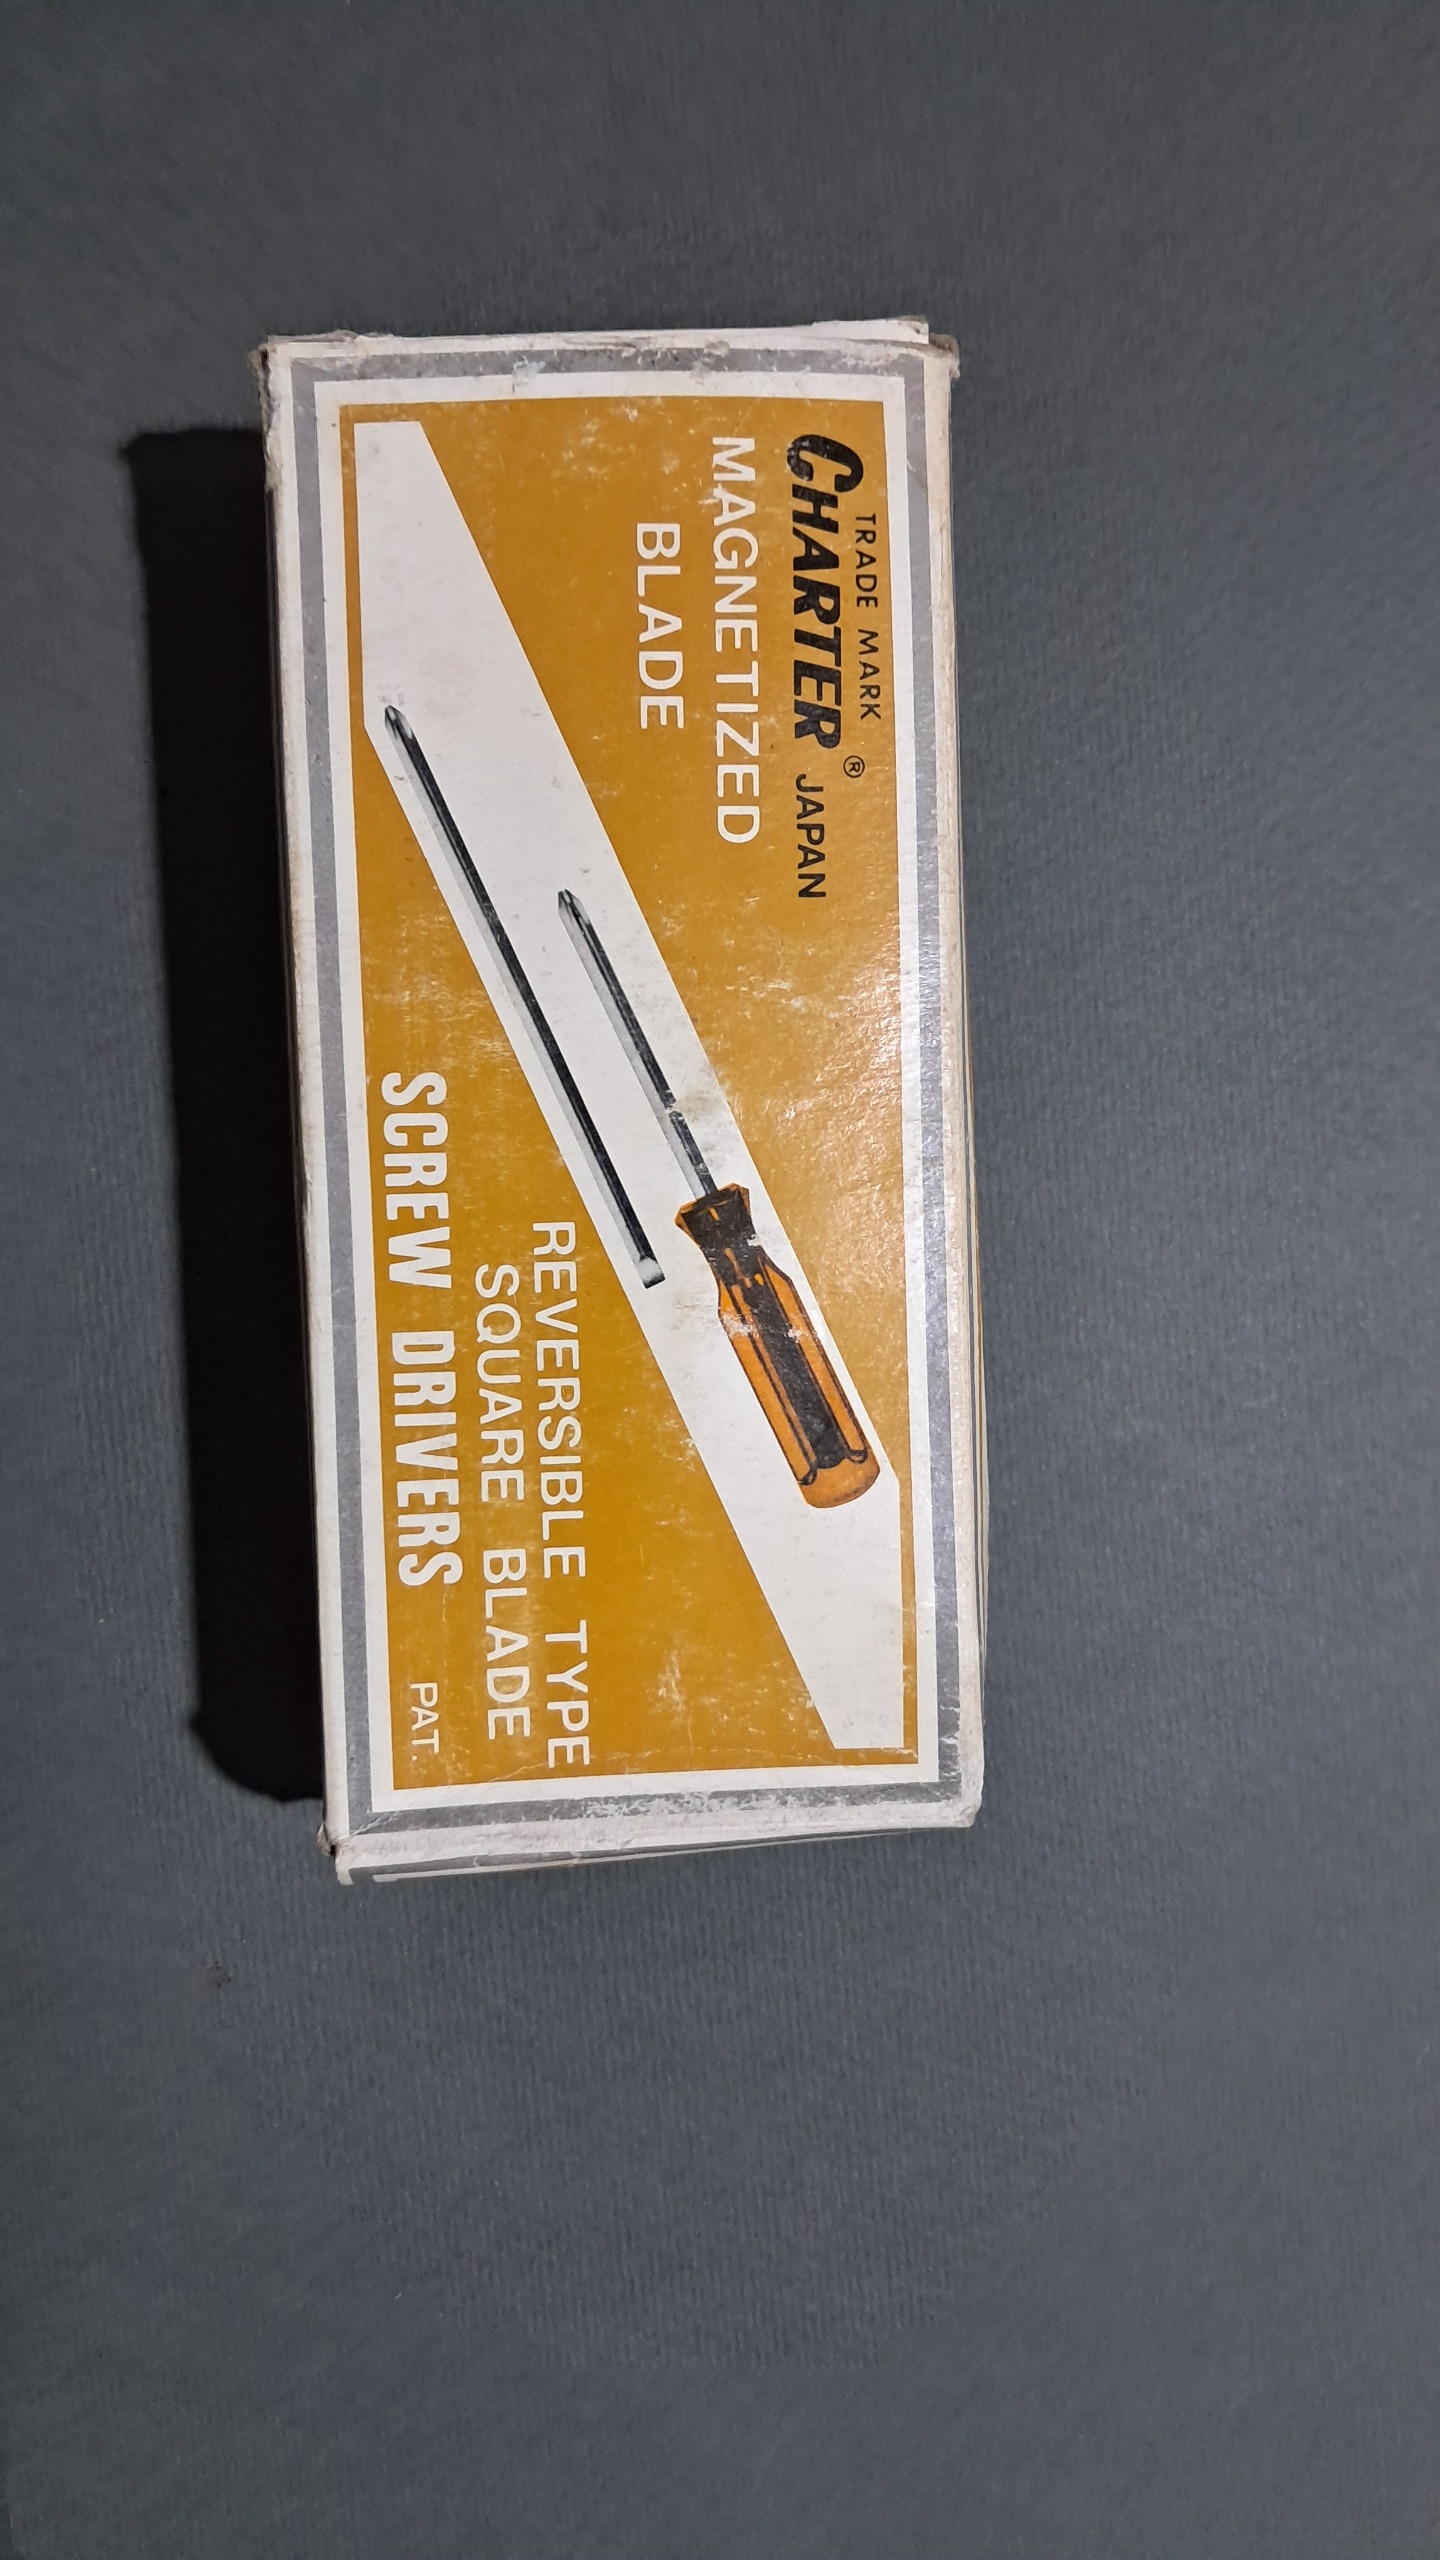 TRADE MARK
CHARTER ® JAPAN
MAGNETIZED
BLADE
REVERSIBLE TYPE
SQUARE BLADE
SCREW DRIVERS PAT.